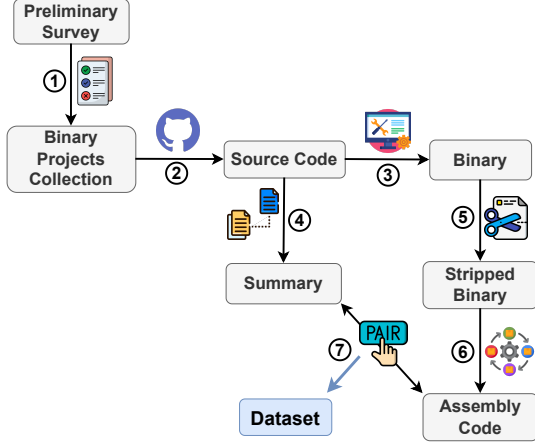 Preliminary
Survey
①
Binary
Projects
Collection
②
Source Code
③
Binary
④
⑤
Summary
Stripped
Binary
PAIR
⑦
⑥
Dataset
Assembly
Code